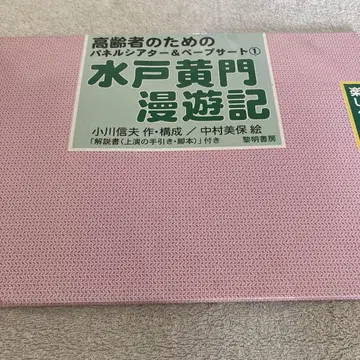 高齢者のための
パネルシアター＆ペープサート①
水戸黄門
漫遊記
小川信夫 作・構成／中村美保 絵
「解説書（上演の手引き・脚本）」付き 黎明書房
楽